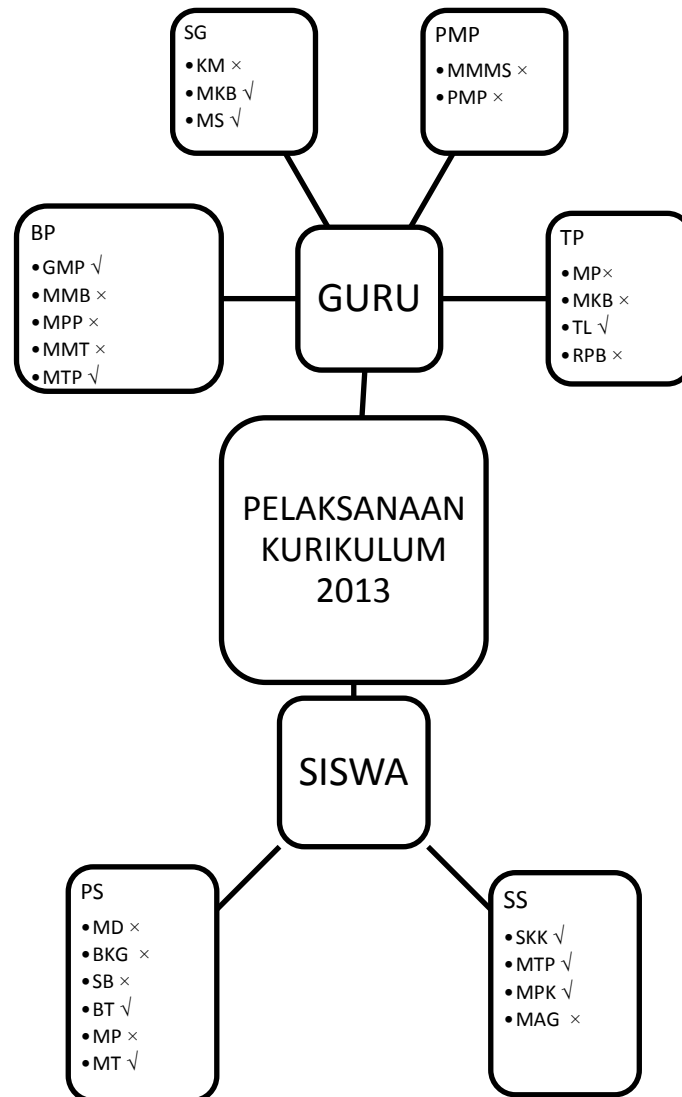 SG
• KM ×
• MKB √
• MS √
PMP
• MMMS ×
• PMP ×
BP
• GMP √
• MMB ×
• MPP ×
• MMT ×
• MTP √
GURU
TP
• MP×
• MKB ×
• TL √
• RPB ×
PELAKSANAAN
KURIKULUM
2013
SISWA
PS
• MD ×
• BKG ×
• SB ×
• BT √
• MP ×
• MT √
SS
• SKK √
• MTP √
• MPK √
• MAG ×